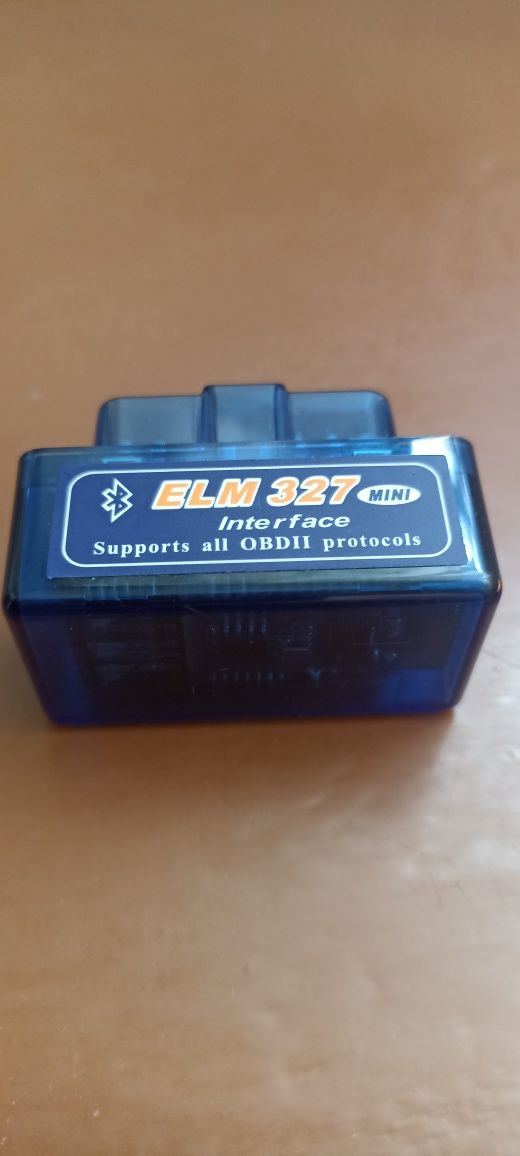 ELM 327 MINI
Interface
Supports all OBDII protocols